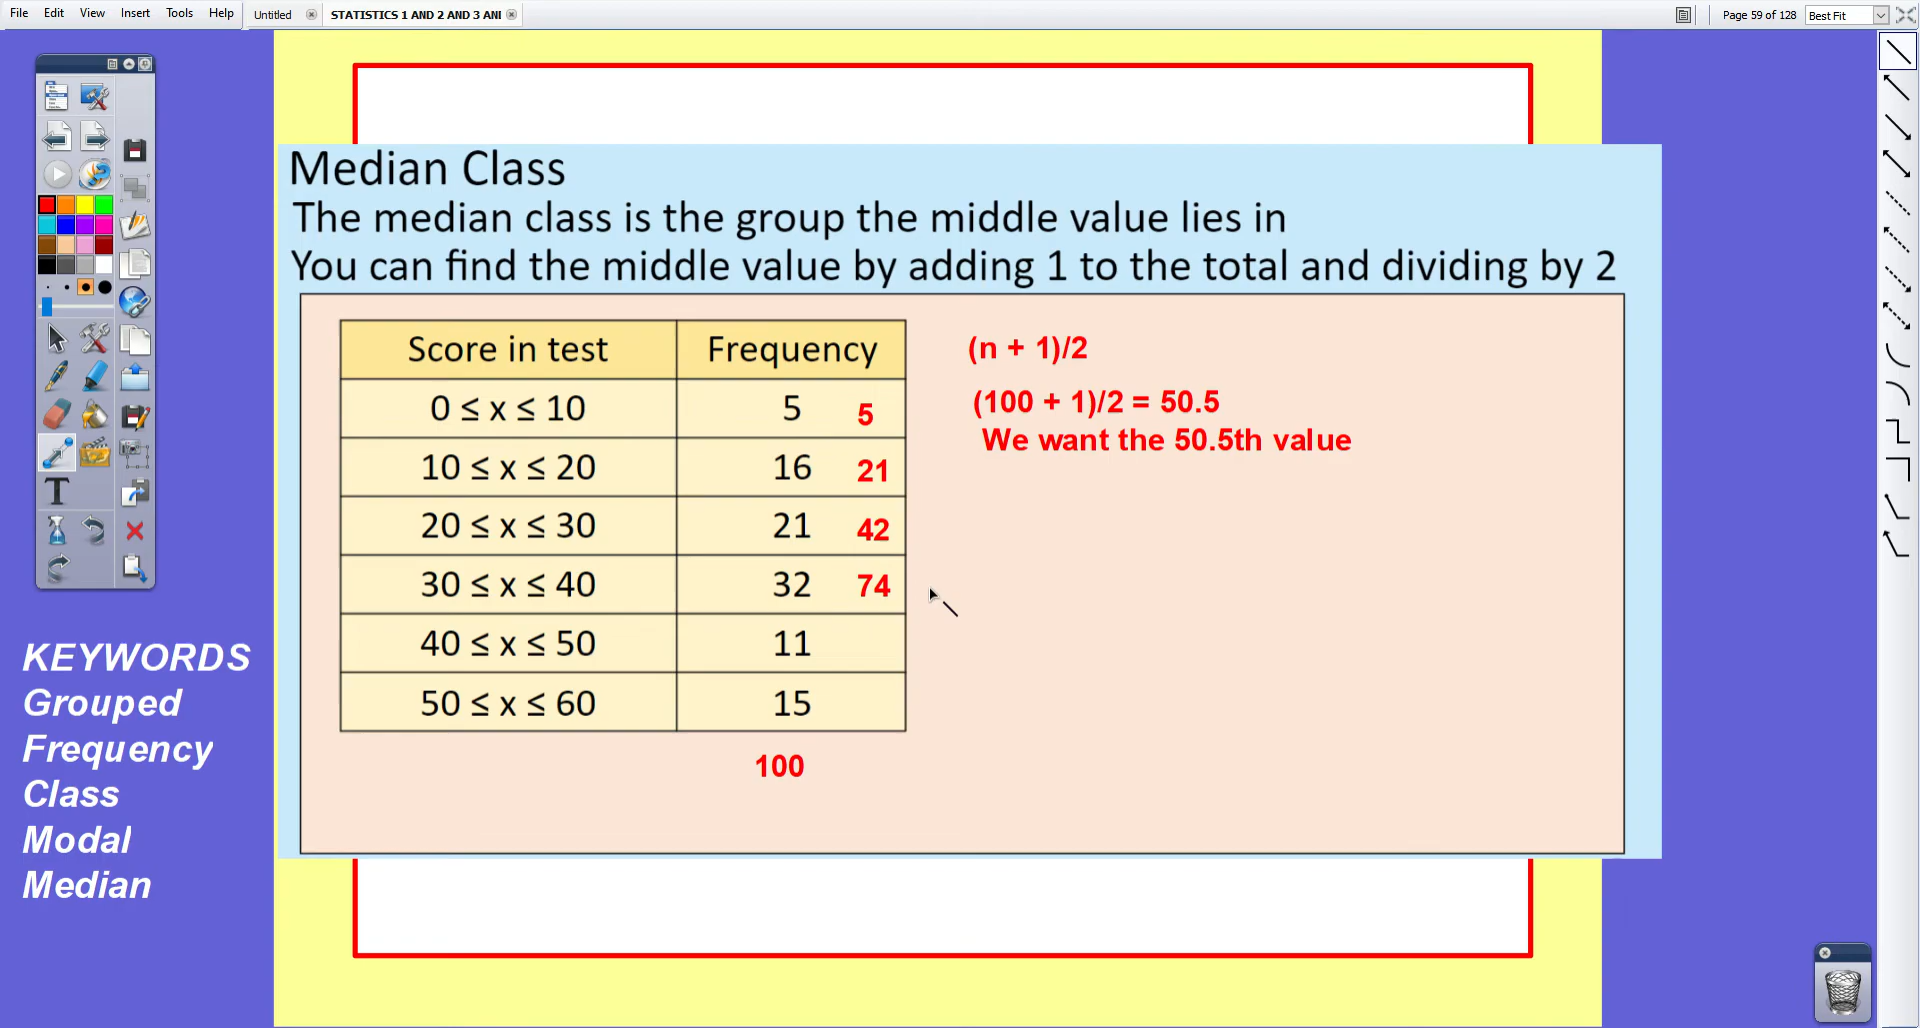 File Edit View Insert Tools Help
Untitled
STATISTICS 1 AND 2 AND 3 ANI
Page 59 of 128
Best Fit
Median Class
The median class is the group the middle value lies in
You can find the middle value by adding 1 to the total and dividing by 2
Score in test Frequency
0 ≤ x ≤ 10 5 5
10 ≤ x ≤ 20 16 21
20 ≤ x ≤ 30 21 42
30 ≤ x ≤ 40 32 74
40 ≤ x ≤ 50 11
50 ≤ x ≤ 60 15
100
(n + 1)/2
(100 + 1)/2 = 50.5
We want the 50.5th value
T
KEYWORDS
Grouped
Frequency
Class
Modal
Median